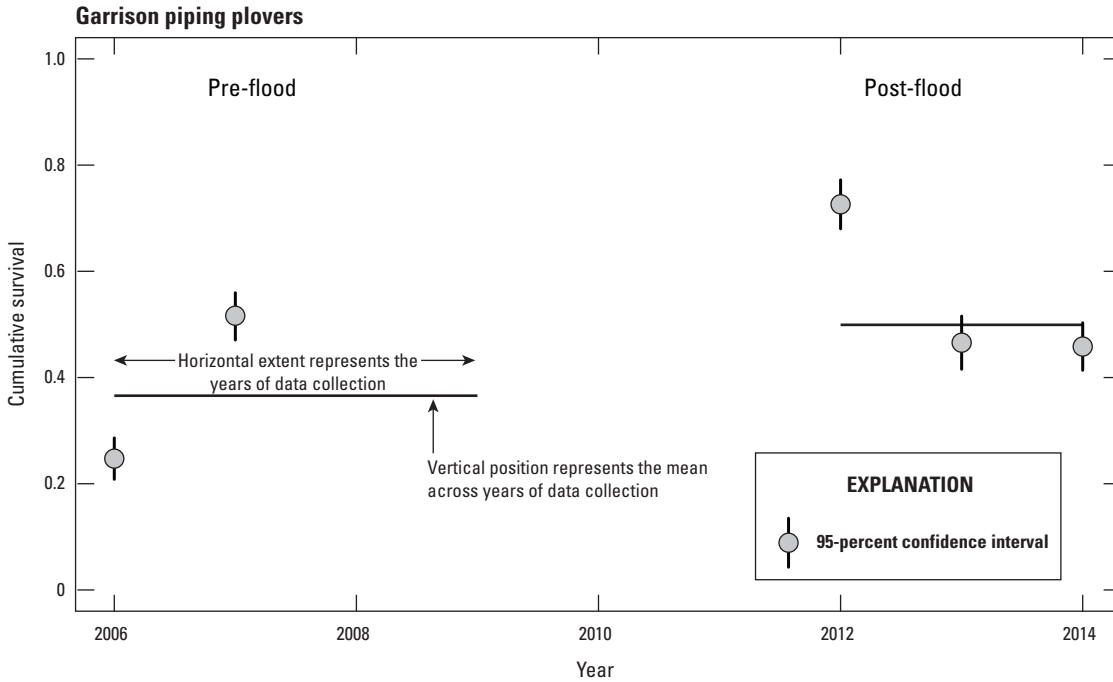 Garrison piping plovers
1.0
0.8
0.6
0.4
0.2
0
Cumulative survival
Pre-flood
Post-flood
Horizontal extent represents the
years of data collection
Vertical position represents the mean
across years of data collection
EXPLANATION
95-percent confidence interval
2006
2008
2010
2012
2014
Year